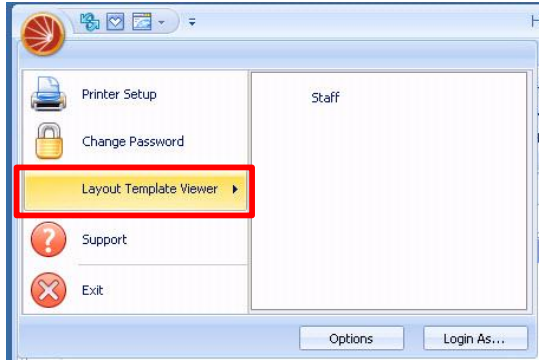 Printer Setup
Staff
Change Password
Layout Template Viewer
Support
Exit
Options
Login As...